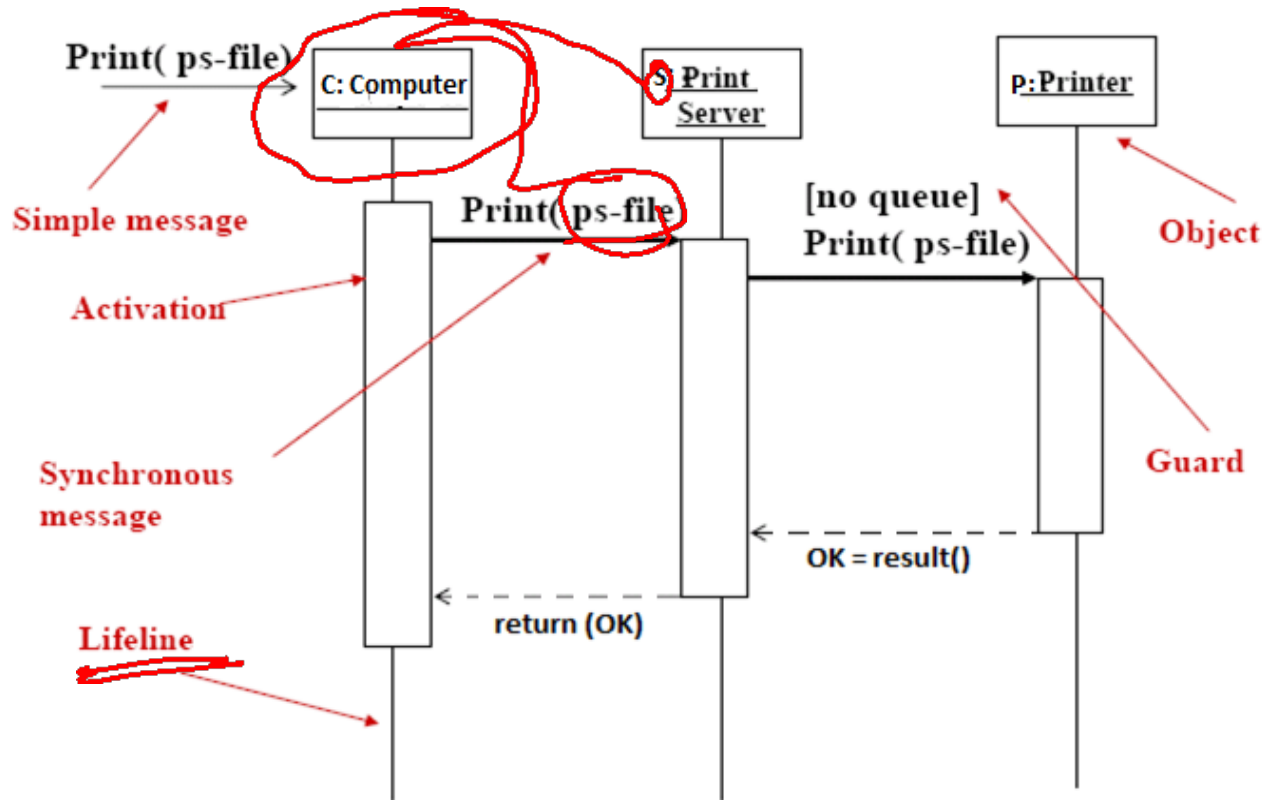 Print( ps-file)
C: Computer
S: Print
Server
P: Printer
Simple message
Print( ps-file)
[no queue]
Print( ps-file)
Object
Activation
Guard
Synchronous
message
OK = result()
return (OK)
Lifeline